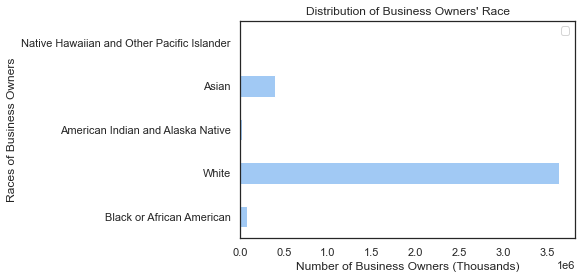 Distribution of Business Owners' Race
Races of Business Owners
Native Hawaiian and Other Pacific Islander
Asian
American Indian and Alaska Native
White
Black or African American
0.0 0.5 1.0 1.5 2.0 2.5 3.0 3.5
1e6
Number of Business Owners (Thousands)